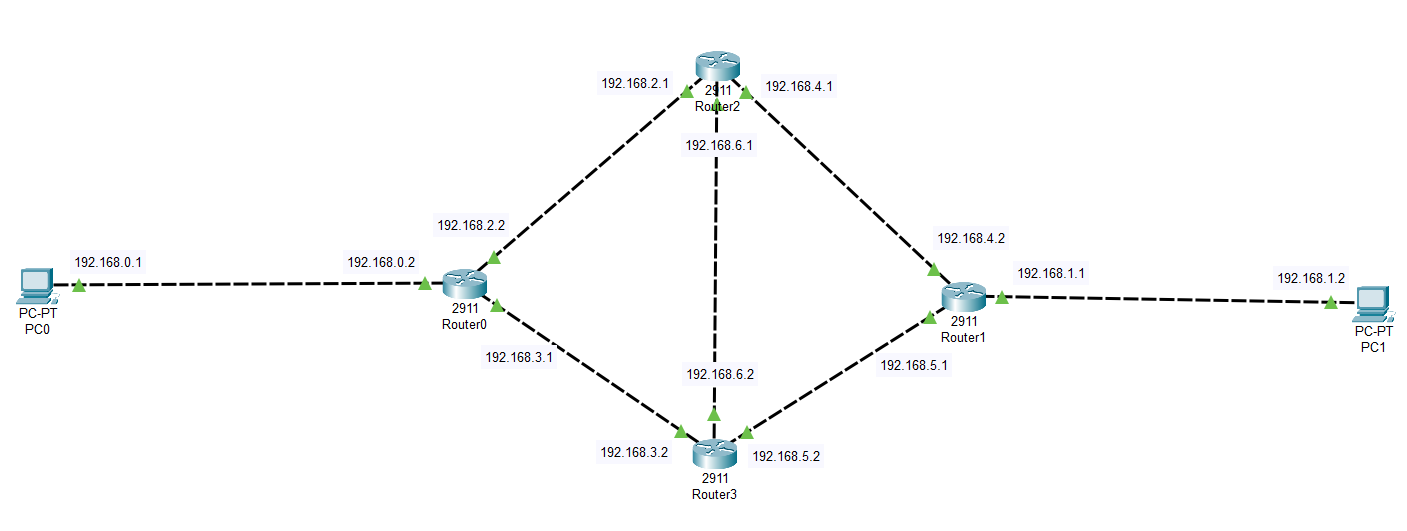 192.168.2.1
192.168.4.1
2911
Router2
192.168.6.1
192.168.2.2
192.168.4.2
192.168.0.1
192.168.0.2
192.168.1.1
192.168.1.2
PC-PT
PC0
2911
Router0
2911
Router1
PC-PT
PC1
192.168.3.1
192.168.6.2
192.168.5.1
192.168.3.2
192.168.5.2
2911
Router3